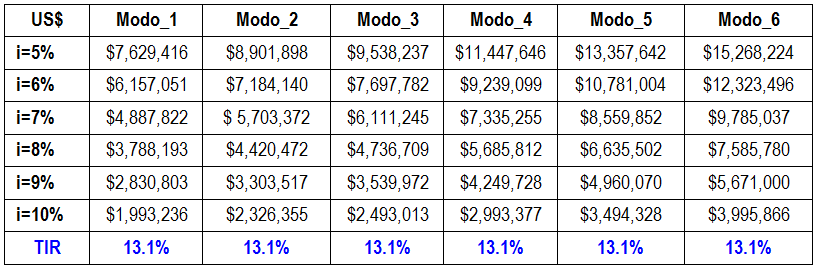 US$ Modo_1 Modo_2 Modo_3 Modo_4 Modo_5 Modo_6
i=5% $7,629,416 $8,901,898 $9,538,237 $11,447,646 $13,357,642 $15,268,224
i=6% $6,157,051 $7,184,140 $7,697,782 $9,239,099 $10,781,004 $12,323,496
i=7% $4,887,822 $ 5,703,372 $6,111,245 $7,335,255 $8,559,852 $9,785,037
i=8% $3,788,193 $4,420,472 $4,736,709 $5,685,812 $6,635,502 $7,585,780
i=9% $2,830,803 $3,303,517 $3,539,972 $4,249,728 $4,960,070 $5,671,000
i=10% $1,993,236 $2,326,355 $2,493,013 $2,993,377 $3,494,328 $3,995,866
TIR 13.1% 13.1% 13.1% 13.1% 13.1% 13.1%